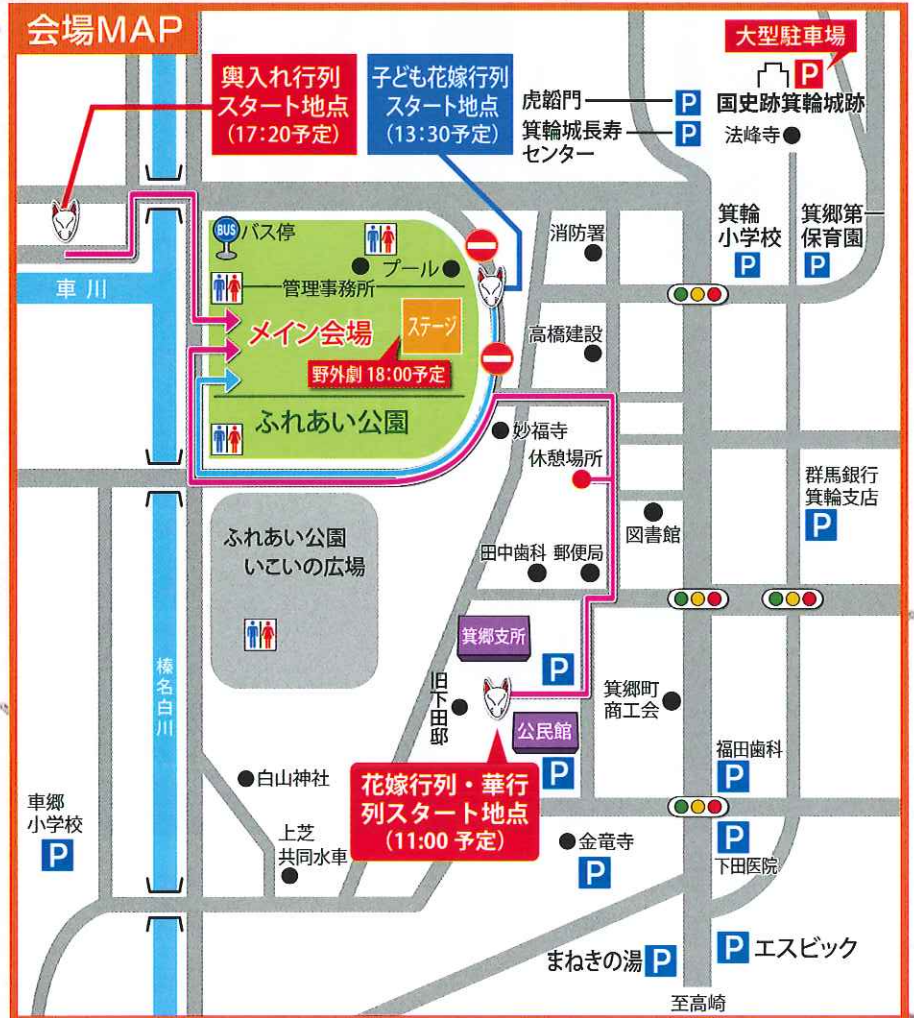 会場MAP
大型駐車場
P
国史跡箕輪城跡
法峰寺
輿入れ行列
スタート地点
(17:20予定)
子ども花嫁行列
スタート地点
(13:30予定)
虎韜門
P
箕輪城長寿
センター
P
箕輪
小学校
P
箕郷第一
保育園
P
BUS
バス停
プール
管理事務所
消防署
車川
メイン会場
ステージ
野外劇 18:00予定
高橋建設
ふれあい公園
妙福寺
休憩場所
群馬銀行
箕輪支店
P
図書館
ふれあい公園
いこいの広場
田中歯科
郵便局
箕郷支所
P
榛名白川
旧下田邸
公民館
P
箕郷町
商工会
花嫁行列・華行
列スタート地点
(11:00 予定)
福田歯科
P
白山神社
車郷
小学校
P
上芝
共同水車
金竜寺
P
P
下田医院
まねきの湯
P
P
エスビック
至高崎